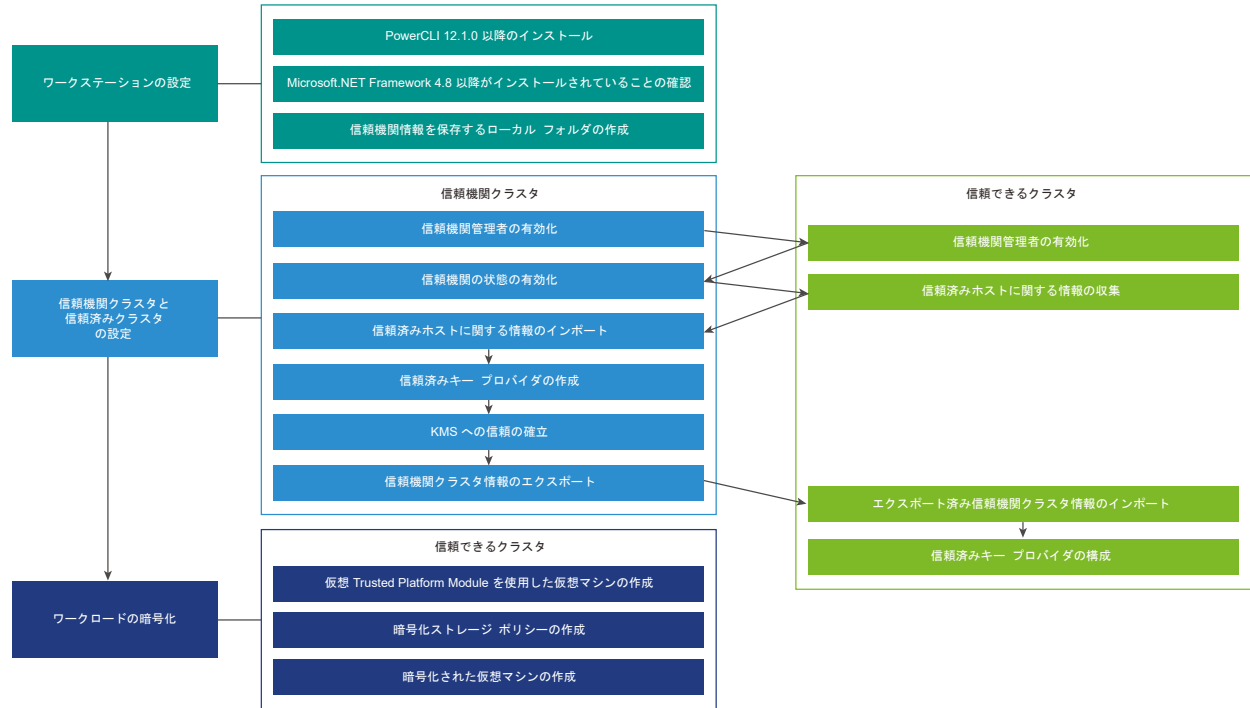 ワークステーションの設定
PowerCLI 12.1.0 以降のインストール
Microsoft.NET Framework 4.8 以降がインストールされていることの確認
信頼機関情報を保存するローカル フォルダの作成
信頼機関クラスタと
信頼済みクラスタ
の設定
信頼機関クラスタ
信頼機関管理者の有効化
信頼機関の状態の有効化
信頼済みホストに関する情報のインポート
信頼済みキー プロバイダの作成
KMS への信頼の確立
信頼機関クラスタ情報のエクスポート
信頼できるクラスタ
信頼機関管理者の有効化
信頼済みホストに関する情報の収集
エクスポート済み信頼機関クラスタ情報のインポート
信頼済みキー プロバイダの構成
ワークロードの暗号化
信頼できるクラスタ
仮想 Trusted Platform Module を使用した仮想マシンの作成
暗号化ストレージ ポリシーの作成
暗号化された仮想マシンの作成